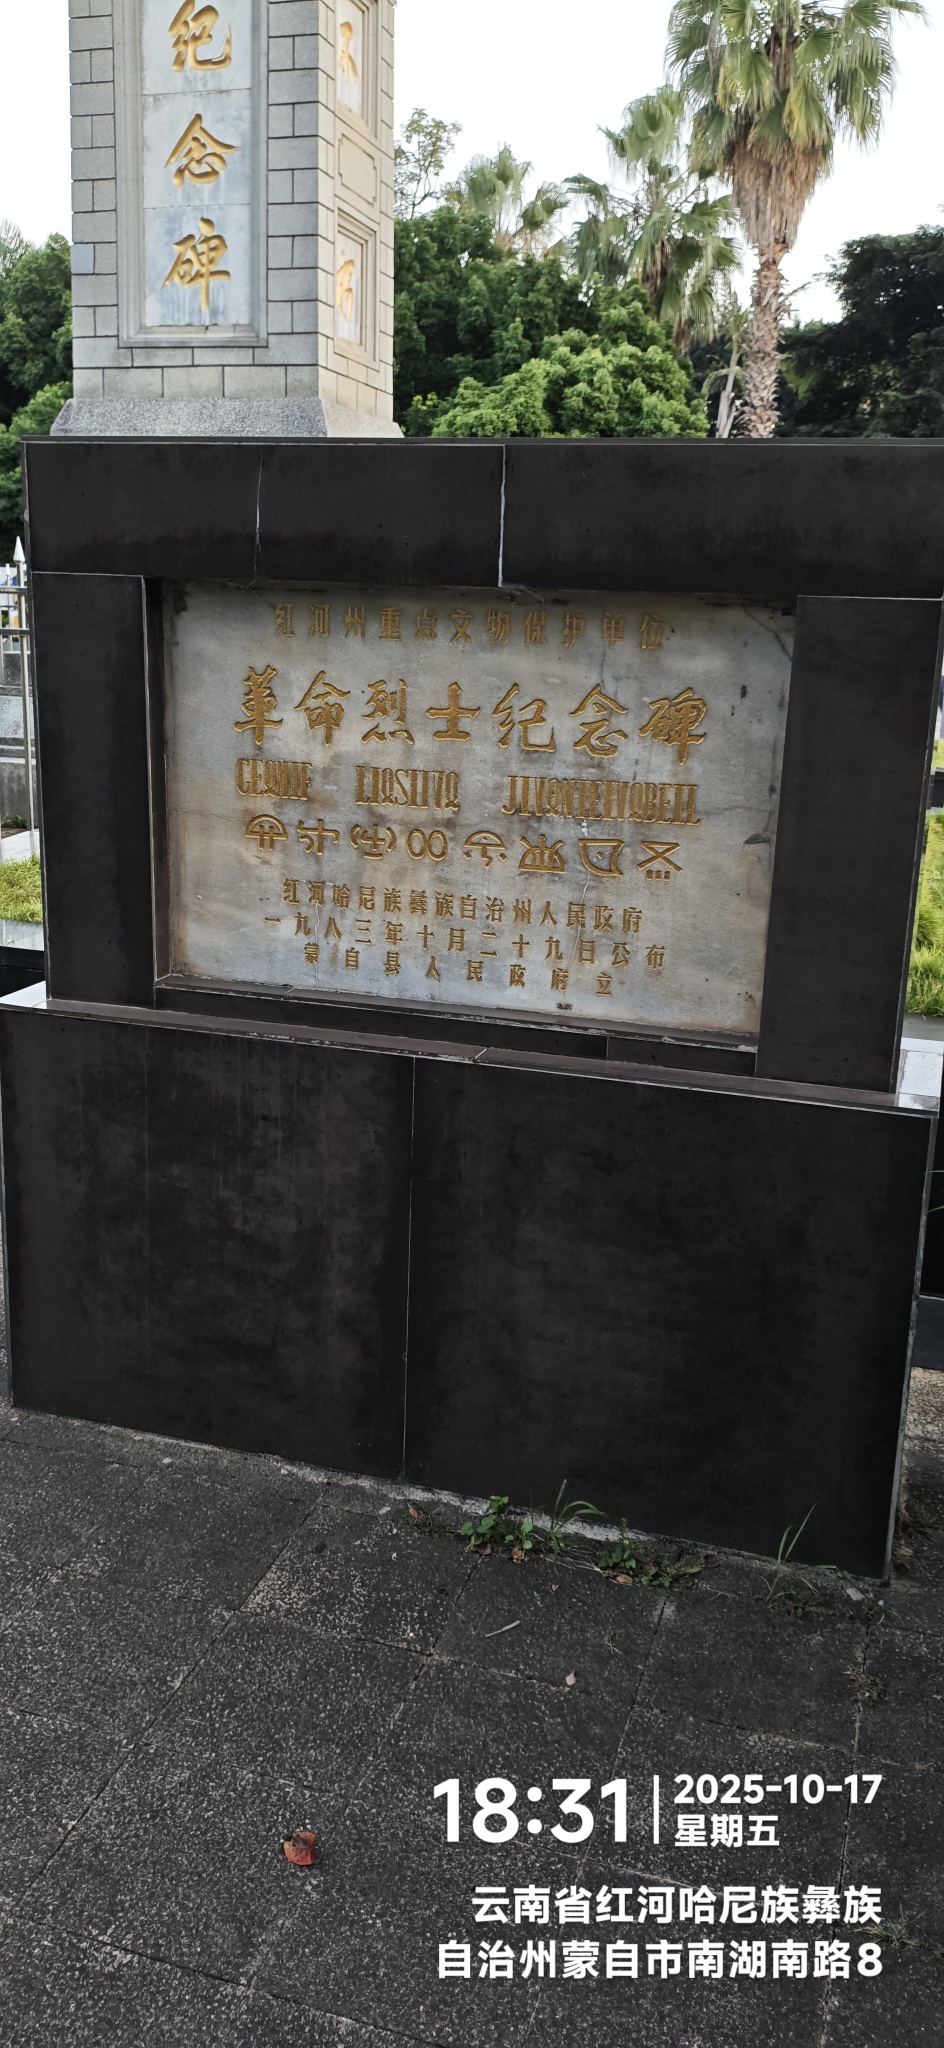 纪念碑
红河州重点文物保护单位
革命烈士纪念碑
红河哈尼族彝族自治州人民政府
一九八三年十月二十九日公布
蒙自县人民政府立
18:31
2025-10-17
星期五
云南省红河哈尼族彝族
自治州蒙自市南湖南路8